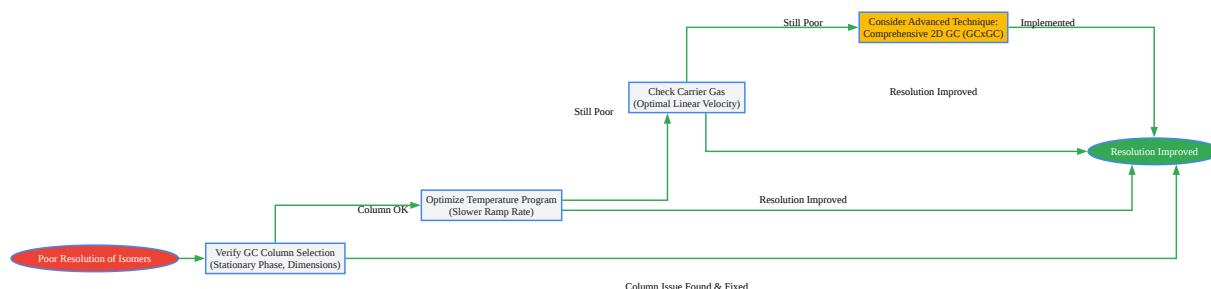 Still Poor
Consider Advanced Technique:
Comprehensive 2D GC (GCxGC)
Implemented
Check Carrier Gas
(Optimal Linear Velocity)
Resolution Improved
Still Poor
Resolution Improved
Optimize Temperature Program
(Slower Ramp Rate)
Resolution Improved
Column OK
Poor Resolution of Isomers
Verify GC Column Selection
(Stationary Phase, Dimensions)
Column Issue Found & Fixed